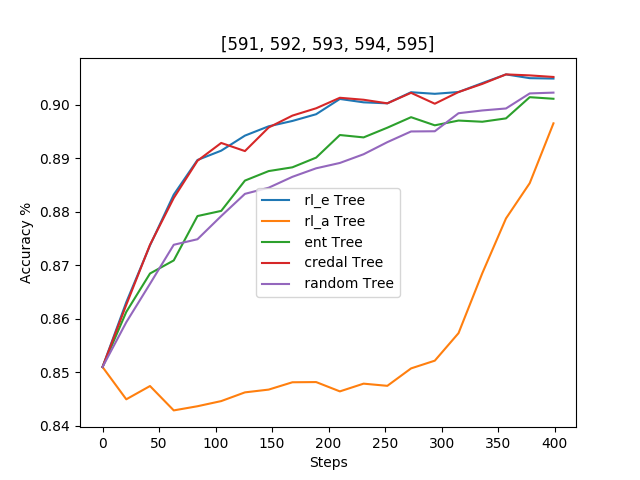 [591, 592, 593, 594, 595]
Accuracy %
0.90
0.89
0.88
0.87
0.86
0.85
0.84
rl_e Tree
rl_a Tree
ent Tree
credal Tree
random Tree
0 50 100 150 200 250 300 350 400
Steps